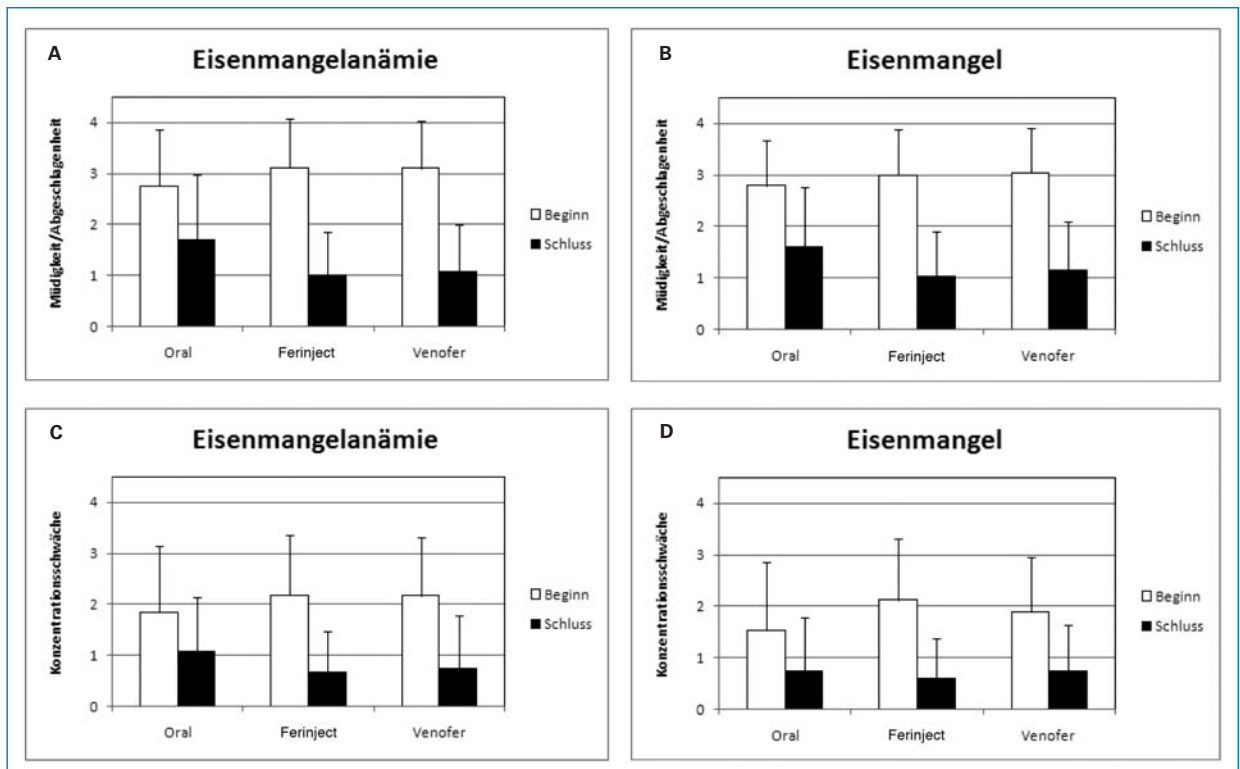 A
Eisenmangelanämie
Müdigkeit/Abgeschlagenheit
4
3
2
1
0
Oral
Ferinject
Venofer
Beginn
Schluss
B
Eisenmangel
Müdigkeit/Abgeschlagenheit
4
3
2
1
0
Oral
Ferinject
Venofer
Beginn
Schluss
C
Eisenmangelanämie
Konzentrationsschwäche
4
3
2
1
0
Oral
Ferinject
Venofer
Beginn
Schluss
D
Eisenmangel
Konzentrationsschwäche
4
3
2
1
0
Oral
Ferinject
Venofer
Beginn
Schluss